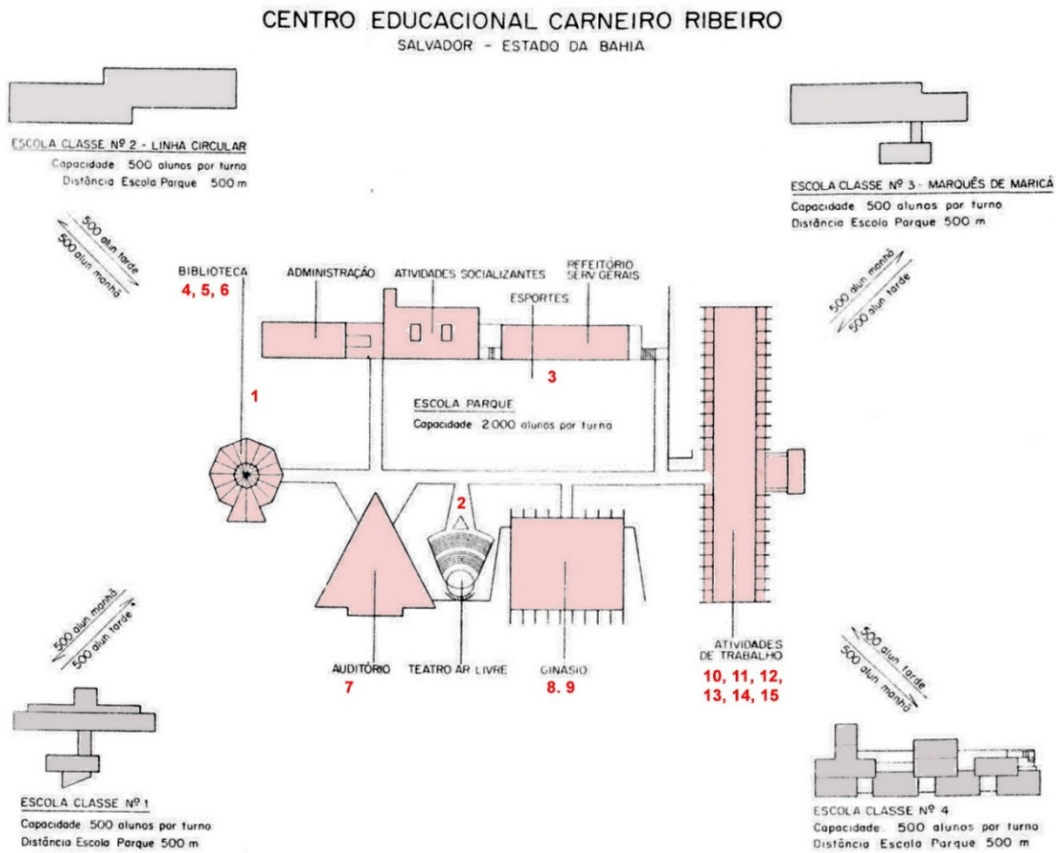 CENTRO EDUCACIONAL CARNEIRO RIBEIRO
SALVADOR - ESTADO DA BAHIA
ESCOLA CLASSE Nº 2 - LINHA CIRCULAR
Capacidade 500 alunos por turno
Distância Escola Parque 500 m
ESCOLA CLASSE Nº 3 - MARQUÊS DE MARICÁ
Capacidade 500 alunos por turno
Distância Escola Parque 500 m
500 alun tarde
500 alun manhã
500 alun manhã
500 alun tarde
BIBLIOTECA
4, 5, 6
ADMINISTRAÇÃO
ATIVIDADES SOCIALIZANTES
REFEITÓRIO
SERV GERAIS
ESPORTES
1
3
ESCOLA PARQUE
Capacidade 2.000 alunos por turno
2
AUDITÓRIO
7
TEATRO AR LIVRE
GINÁSIO
8. 9
ATIVIDADES
DE TRABALHO
10, 11, 12,
13, 14, 15
500 alun manhã
500 alun tarde
500 alun tarde
500 alun manhã
ESCOLA CLASSE Nº 1
Capacidade 500 alunos por turno
Distância Escola Parque 500 m
ESCOLA CLASSE Nº 4
Capacidade. 500 alunos por turno
Distância Escola Parque 500 m